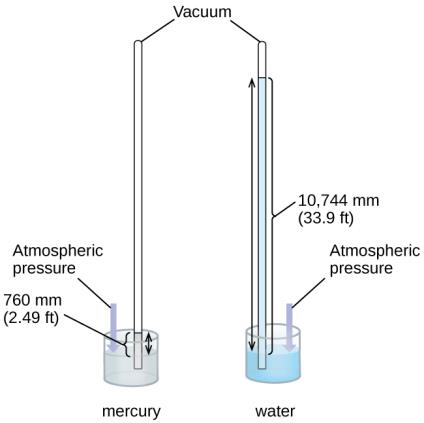 Vacuum
10,744 mm
(33.9 ft)
Atmospheric
pressure
Atmospheric
pressure
760 mm
(2.49 ft)
mercury
water